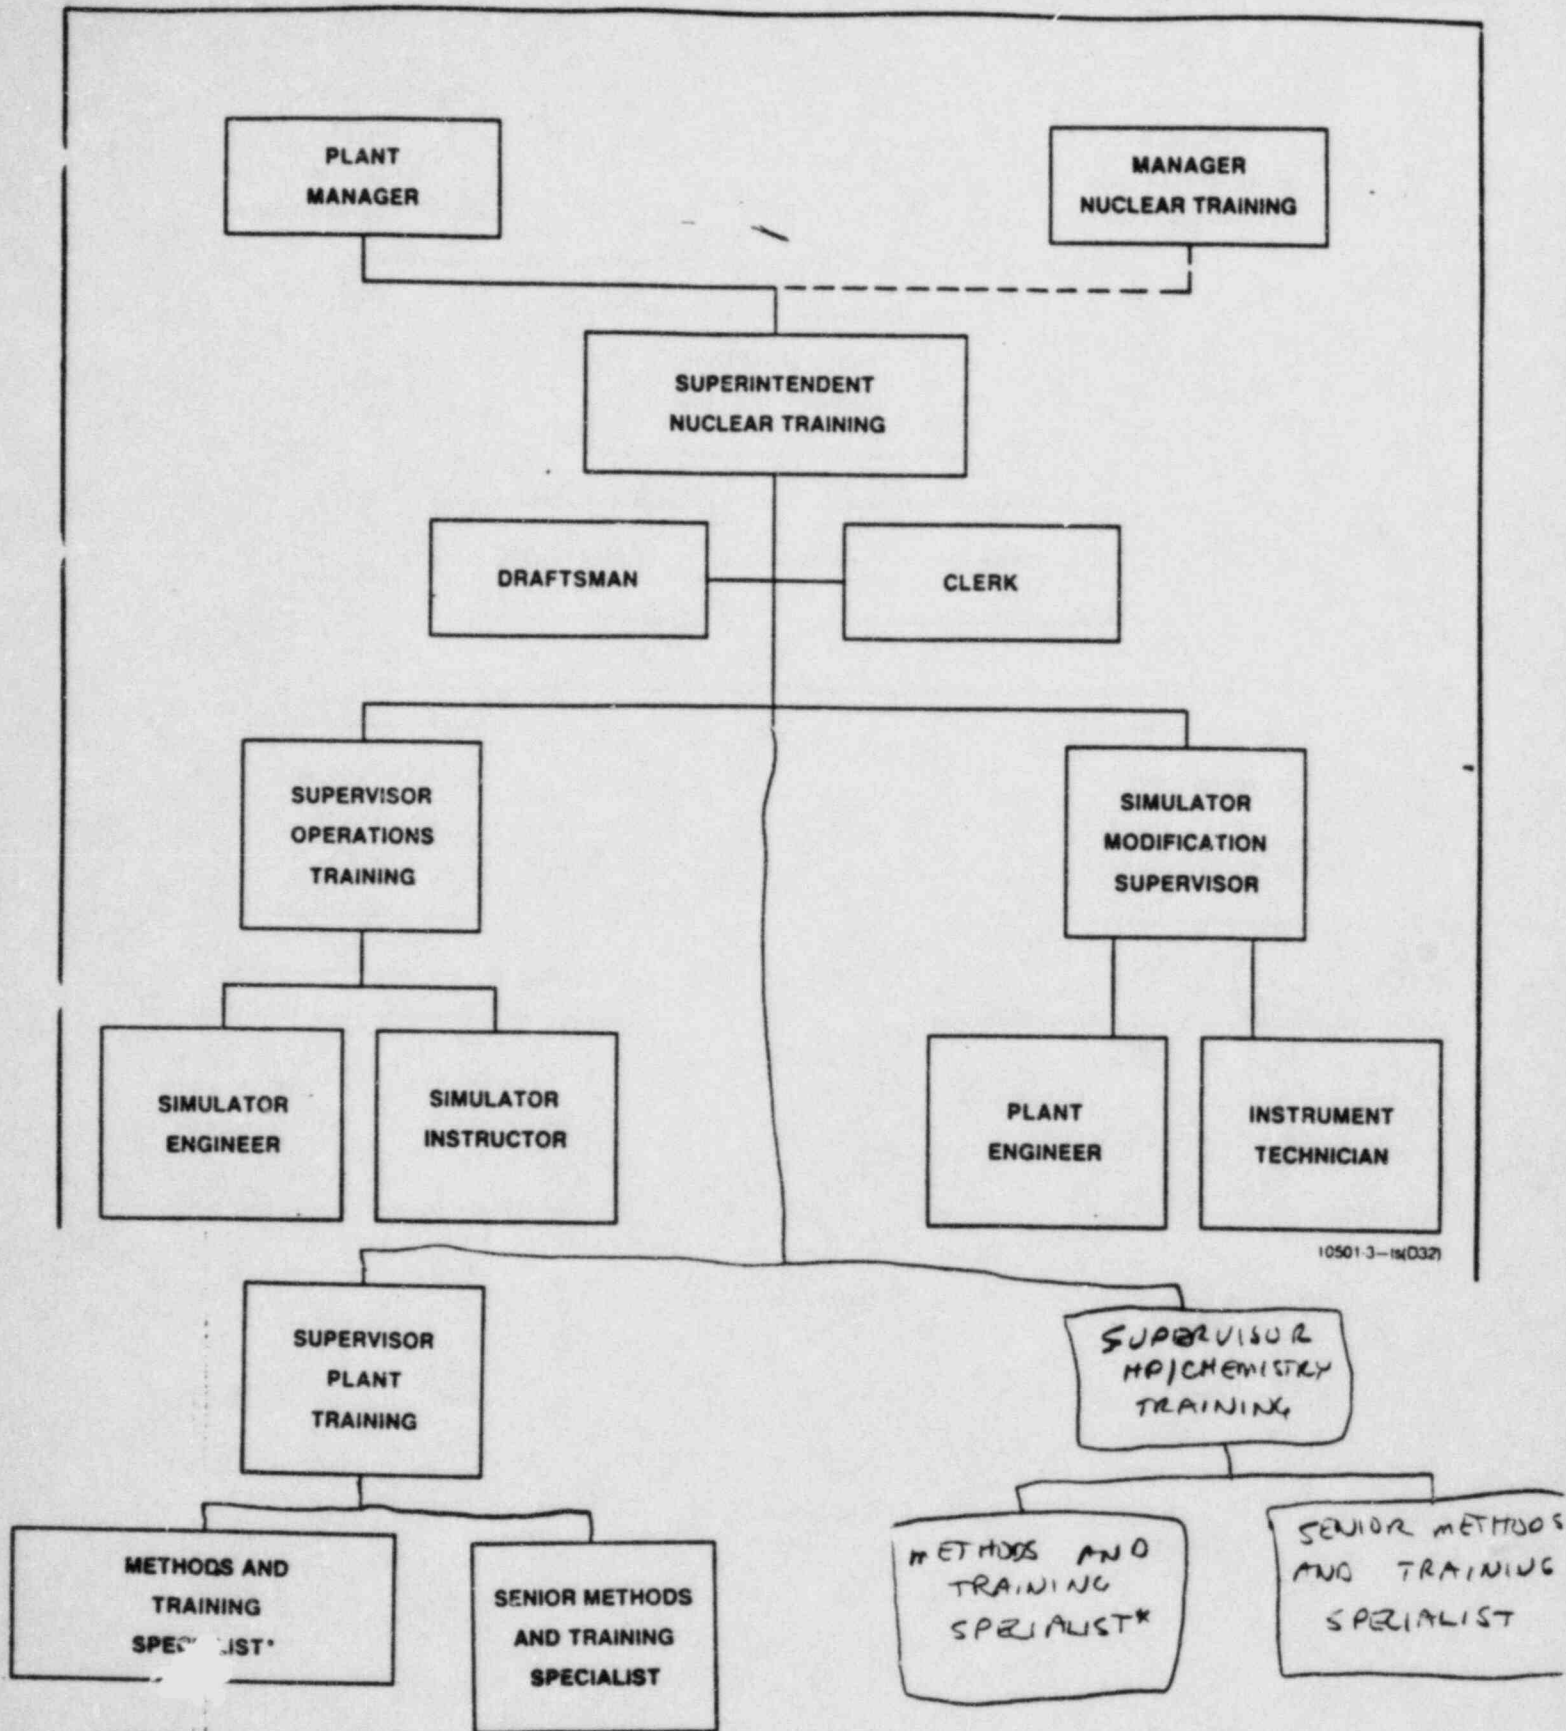 PLANT
MANAGER
MANAGER
NUCLEAR TRAINING
SUPERINTENDENT
NUCLEAR TRAINING
DRAFTSMAN
CLERK
SUPERVISOR
OPERATIONS
TRAINING
SIMULATOR
MODIFICATION
SUPERVISOR
SIMULATOR
ENGINEER
SIMULATOR
INSTRUCTOR
PLANT
ENGINEER
INSTRUMENT
TECHNICIAN
SUPERVISOR
PLANT
TRAINING
SUPERVISOR
HP/CHEMISTRY
TRAINING
METHODS AND
TRAINING
SENIOR METHODS
AND TRAINING
SPECIALIST
METHODS AND
TRAINING
SPECIALIST*
SENIOR METHODS
AND TRAINING
SPECIALIST